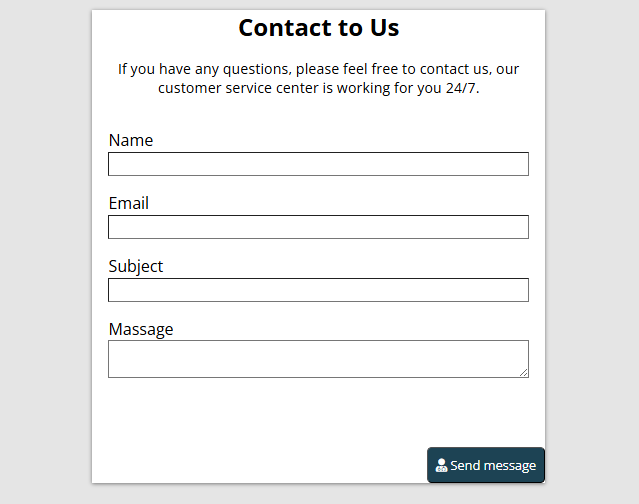 Contact to Us
If you have any questions, please feel free to contact us, our
customer service center is working for you 24/7.
Name
Email
Subject
Massage
Send message